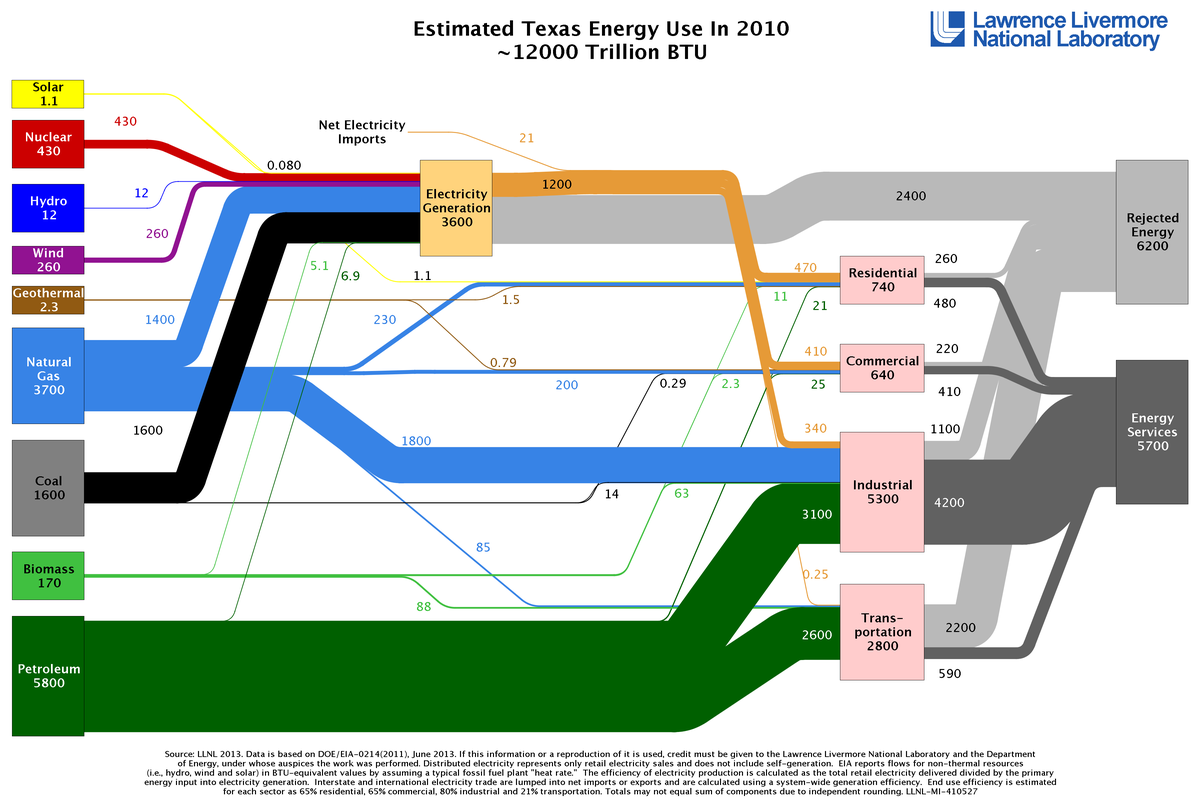 Estimated Texas Energy Use In 2010
~12000 Trillion BTU
Lawrence Livermore
National Laboratory
Solar
1.1
Nuclear
430
430
Hydro
12
12
Wind
260
260
Geothermal
2.3
Natural
Gas
3700
1400
Coal
1600
1600
Biomass
170
Petroleum
5800
0.080
Net Electricity
Imports
21
Electricity
Generation
3600
1200
5.1
6.9
1.1
1.5
230
0.79
200
0.29
2.3
1800
14
63
85
88
470
11
21
410
25
340
3100
0.25
2600
Residential
740
Commercial
640
Industrial
5300
Trans-
portation
2800
2400
260
480
220
410
1100
4200
2200
590
Rejected
Energy
6200
Energy
Services
5700
Source: LLNL 2013. Data is based on DOE/EIA-0214(2011), June 2013. If this information or a reproduction of it is used, credit must be given to the Lawrence Livermore National Laboratory and the Department
of Energy, under whose auspices the work was performed. Distributed electricity represents only retail electricity sales and does not include self-generation.  EIA reports flows for non-thermal resources
(i.e., hydro, wind and solar) in BTU-equivalent values by assuming a typical fossil fuel plant "heat rate."  The efficiency of electricity production is calculated as the total retail electricity delivered divided by the primary
energy input into electricity generation.  Interstate and international electricity trade are lumped into net imports or exports and are calculated using a system-wide generation efficiency.  End use efficiency is estimated
for each sector as 65% residential, 65% commercial, 80% industrial and 21% transportation. Totals may not equal sum of components due to independent rounding. LLNL-MI-410527